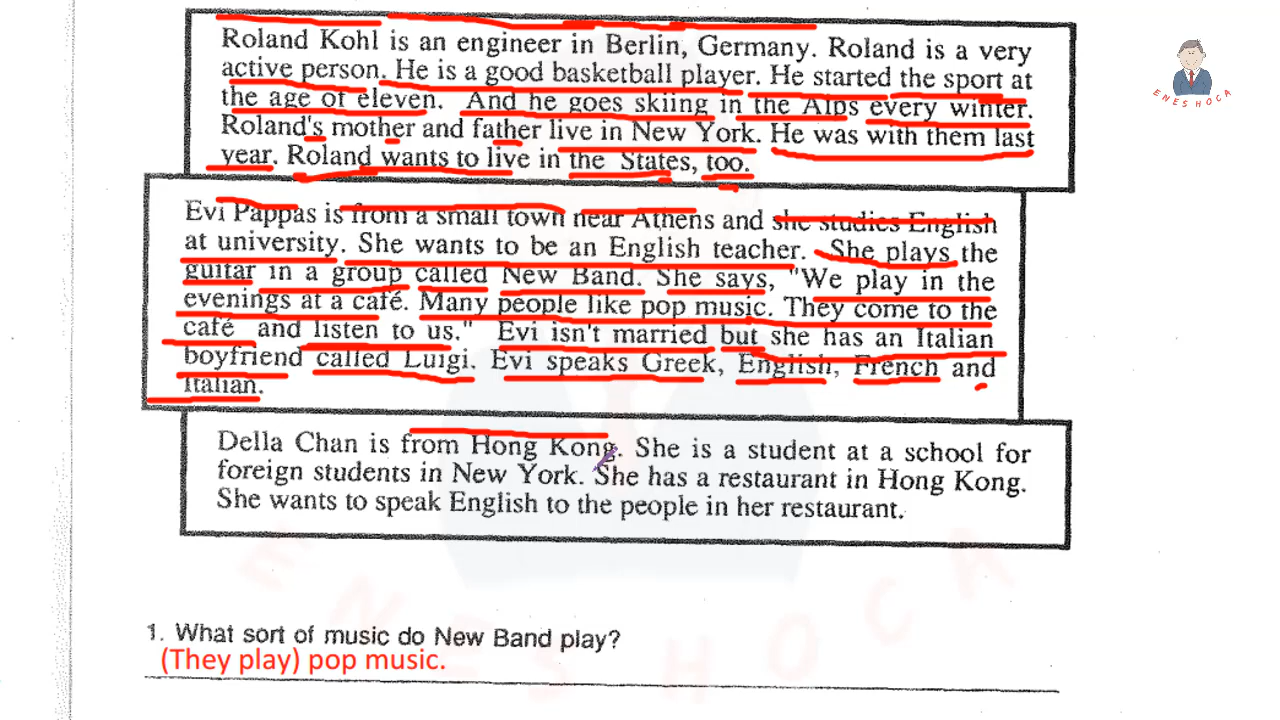 Roland Kohl is an engineer in Berlin, Germany. Roland is a very
active person. He is a good basketball player. He started the sport at
the age of eleven. And he goes skiing in the Alps every winter.
Roland's mother and father live in New York. He was with them last
year. Roland wants to live in the States, too.
Evi Pappas is from a small town near Athens and she studies English
at university. She wants to be an English teacher. She plays the
guitar in a group called New Band. She says, "We play in the
evenings at a café. Many people like pop music. They come to the
café and listen to us." Evi isn't married but she has an Italian
boyfriend called Luigi. Evi speaks Greek, English, French and
Italian.
Della Chan is from Hong Kong. She is a student at a school for
foreign students in New York. She has a restaurant in Hong Kong.
She wants to speak English to the people in her restaurant.
1. What sort of music do New Band play?
(They play) pop music.
ENES HOCA
ENES HOCA